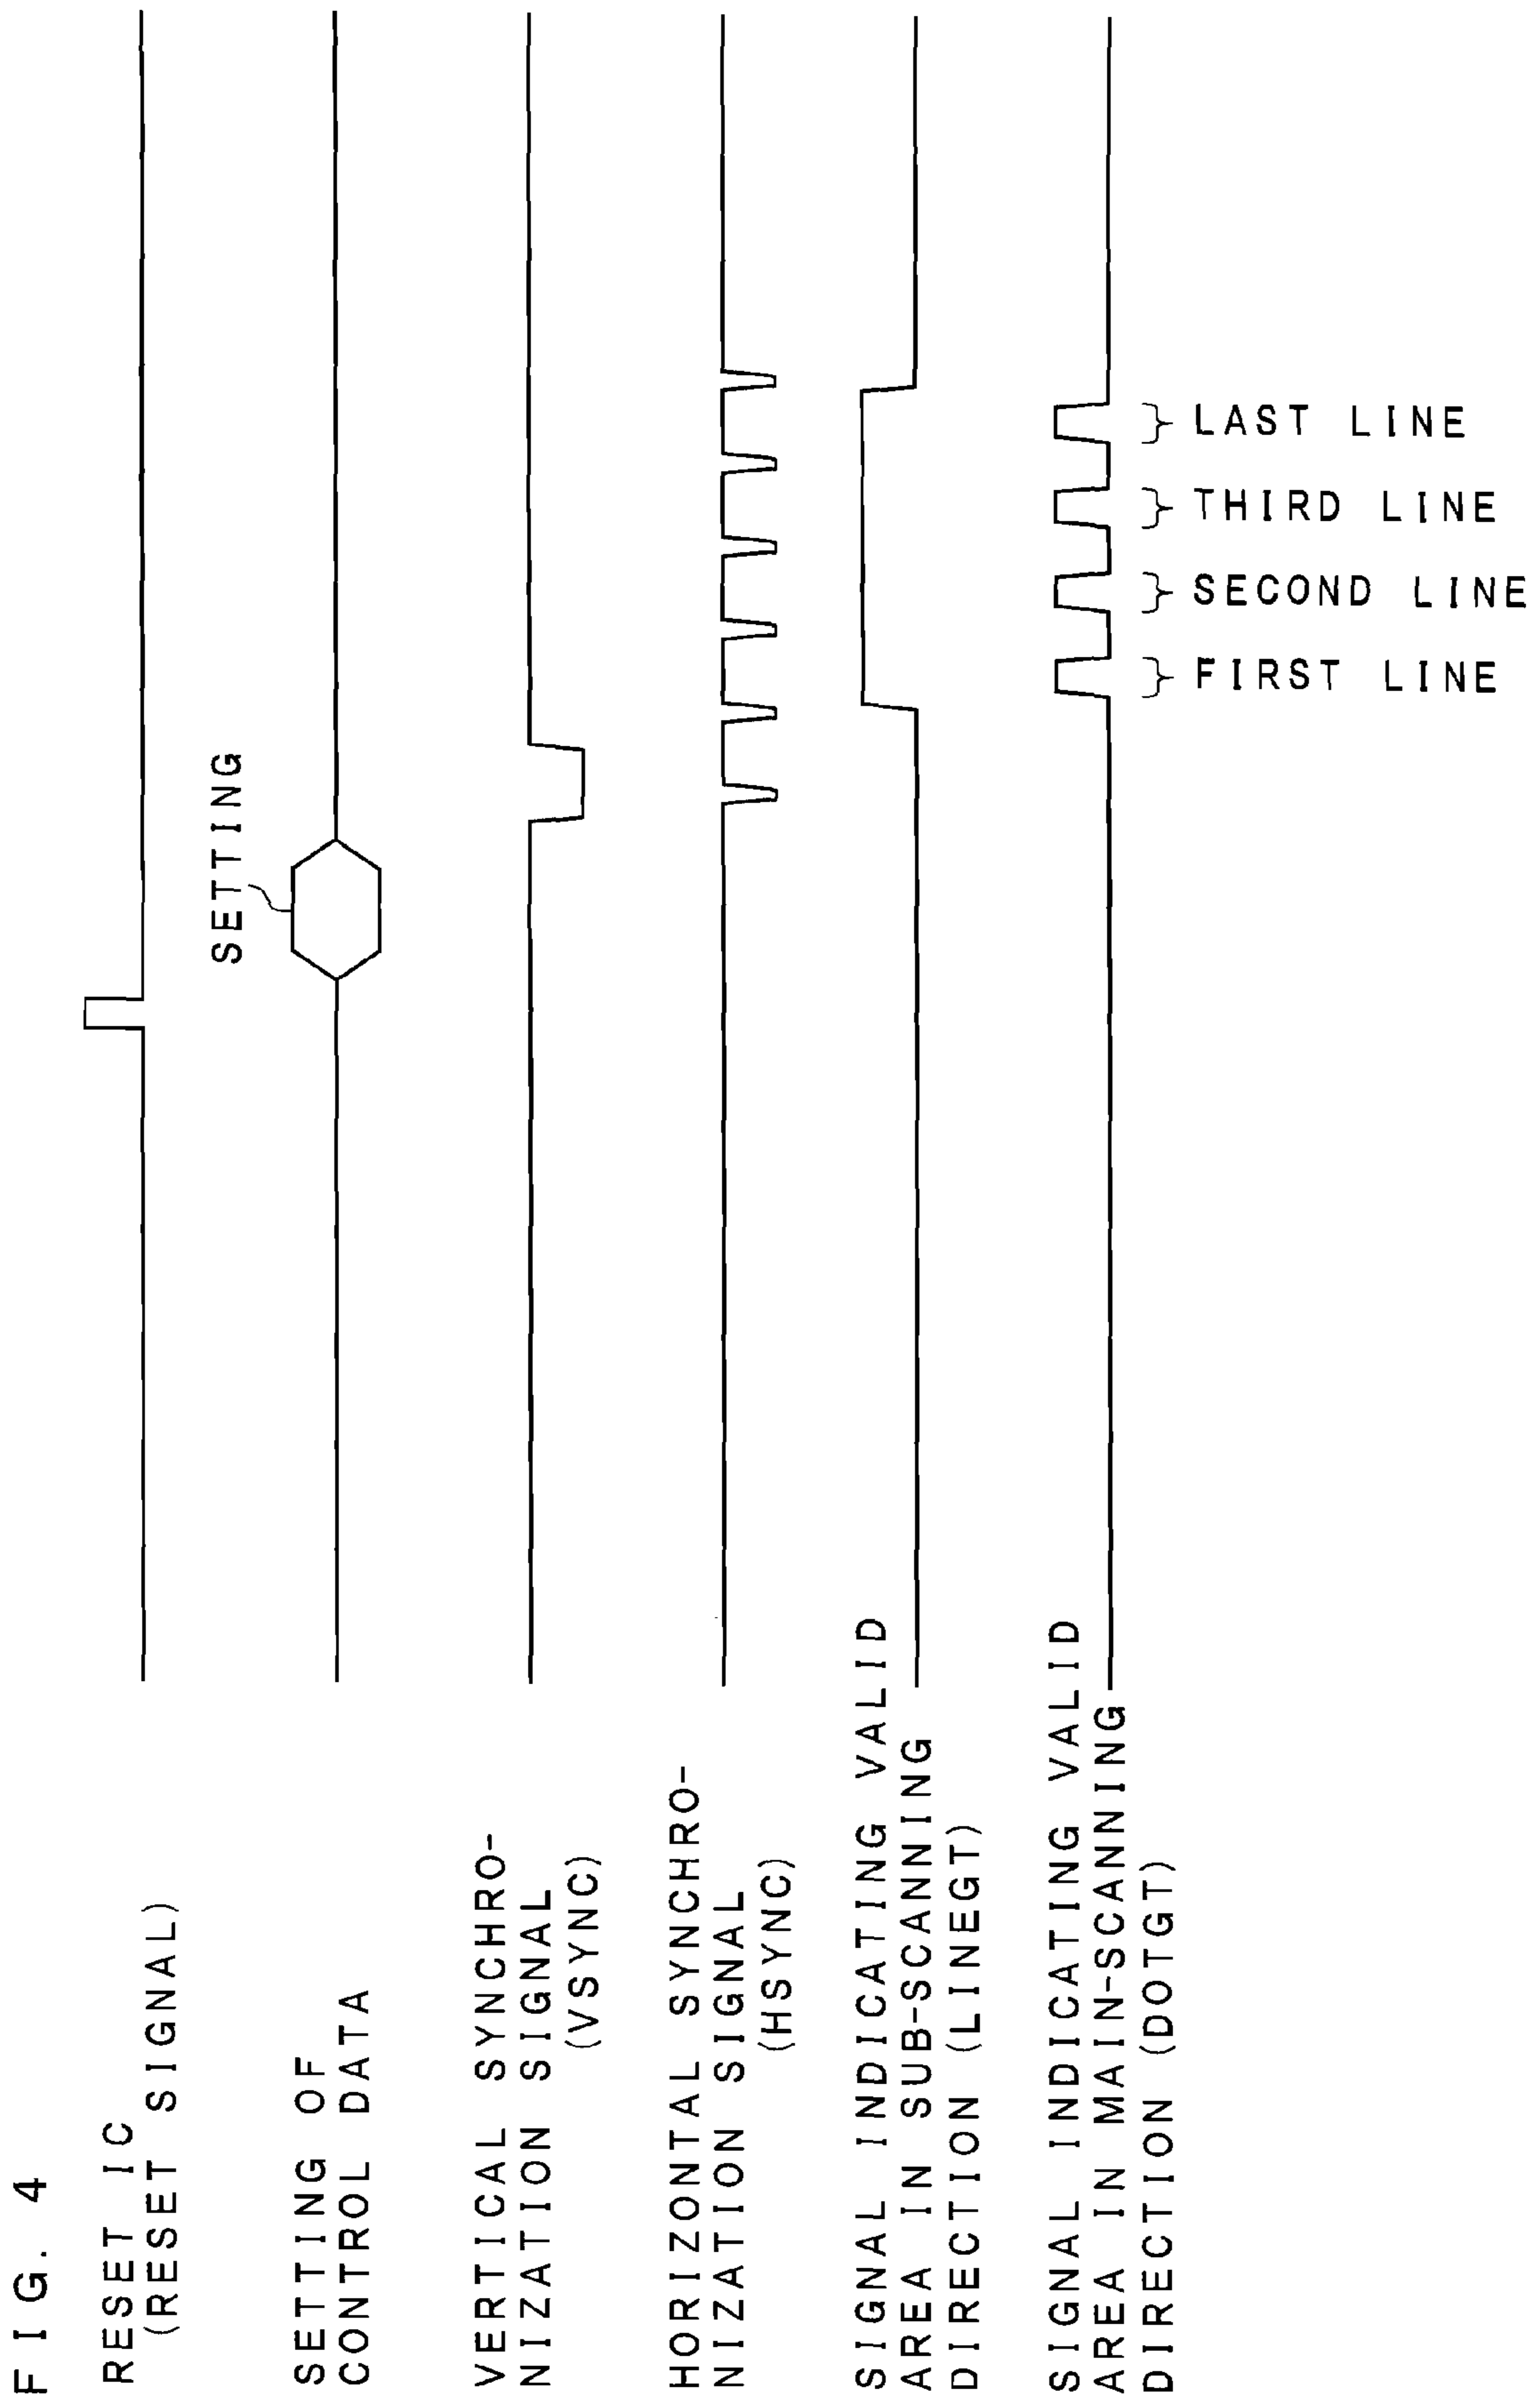 FIG. 4
RESET IC
(RESET SIGNAL)
SETTING
SETTING OF
CONTROL DATA
VERTICAL SYNCHRO-
NIZATION SIGNAL
(VSYNC)
HORIZONTAL SYNCHRO-
NIZATION SIGNAL
(HSYNC)
SIGNAL INDICATING VALID
AREA IN SUB-SCANNING
DIRECTION (LINEGT)
SIGNAL INDICATING VALID
AREA IN MAIN-SCANNING
DIRECTION (DOTGT)
FIRST LINE
SECOND LINE
THIRD LINE
LAST LINE